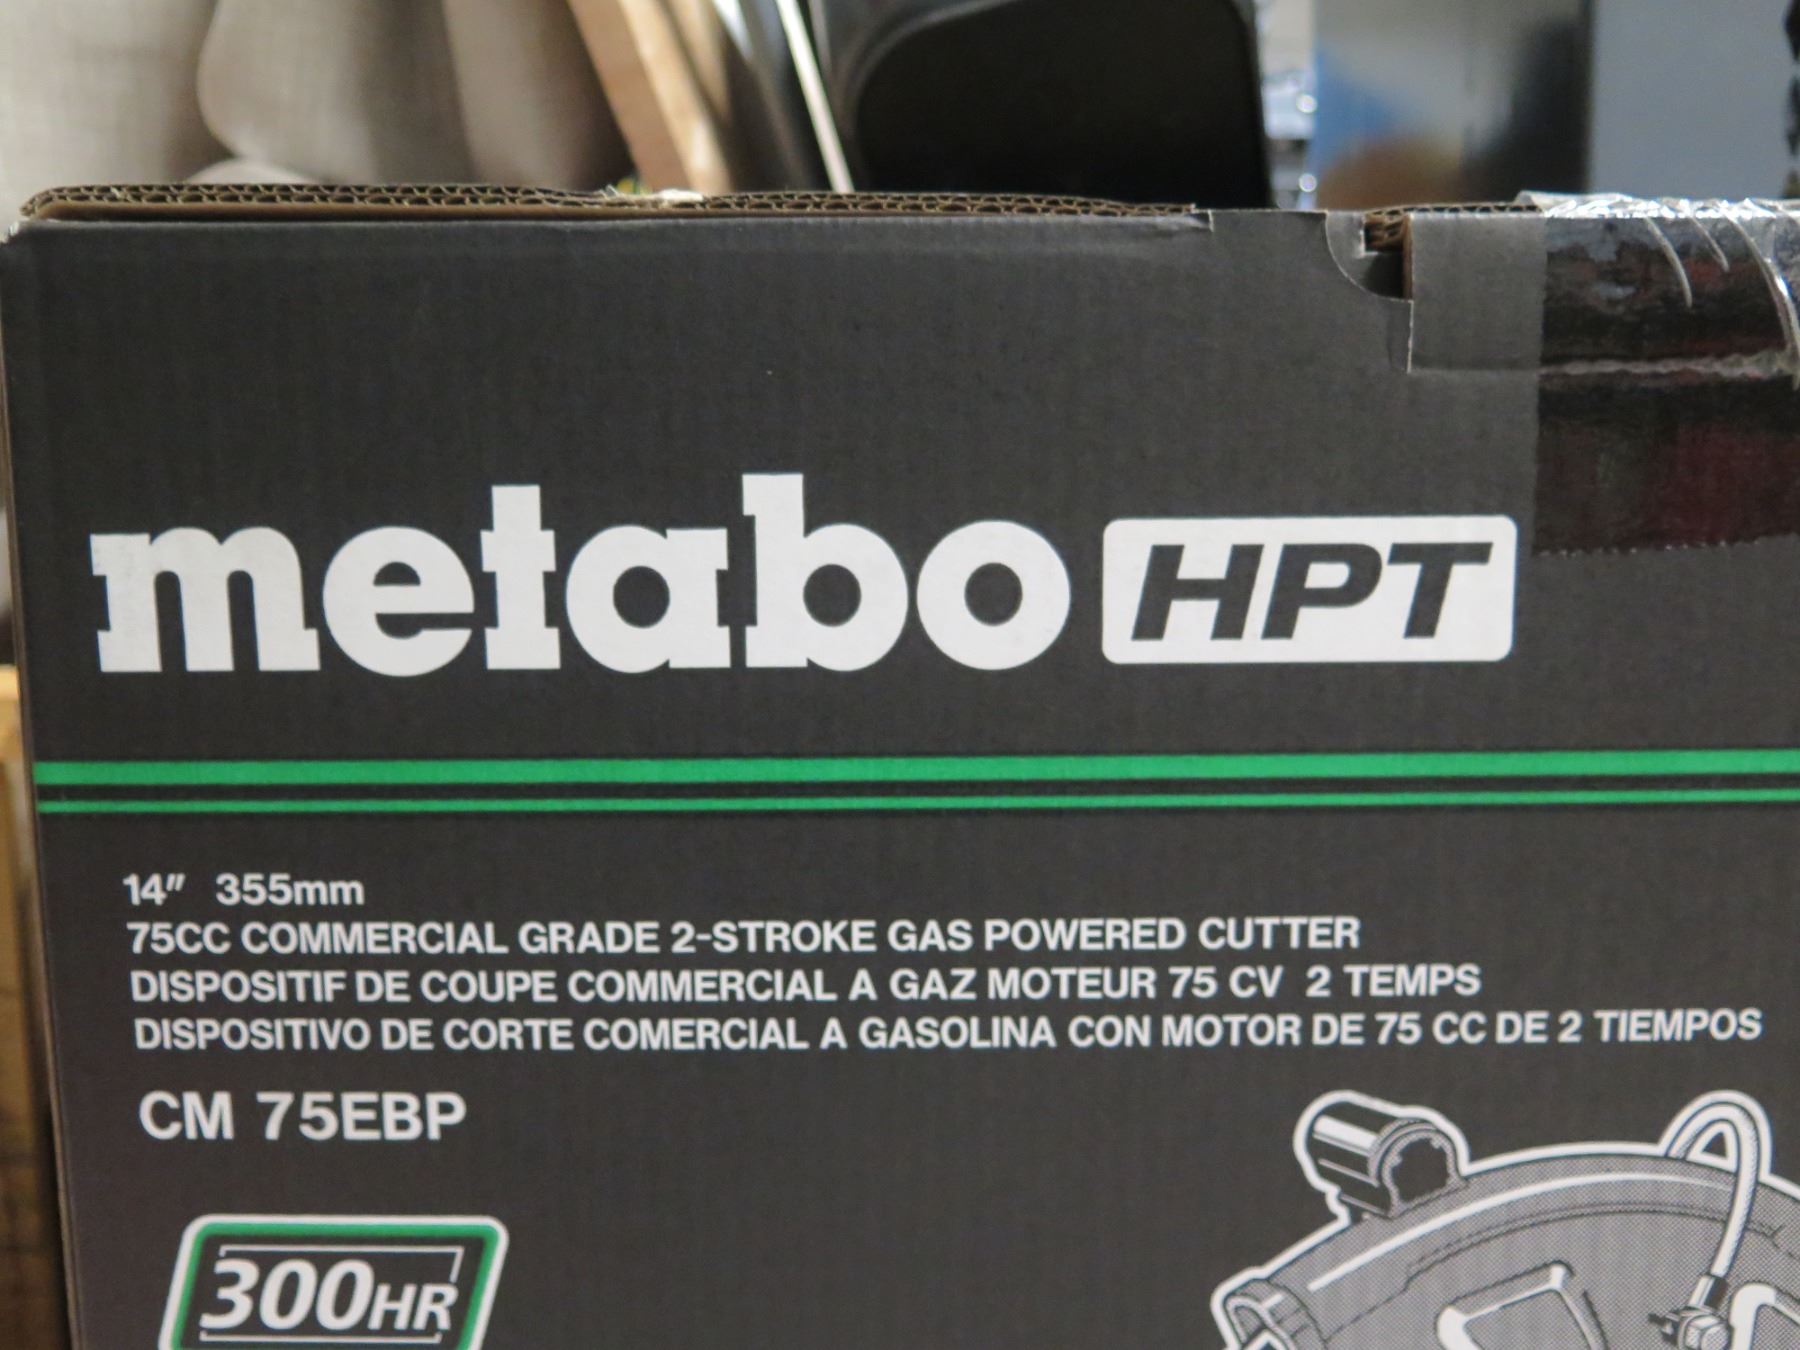 metabo HPT
14" 355mm
75CC COMMERCIAL GRADE 2-STROKE GAS POWERED CUTTER
DISPOSITIF DE COUPE COMMERCIAL A GAZ MOTEUR 75 CV 2 TEMPS
DISPOSITIVO DE CORTE COMERCIAL A GASOLINA CON MOTOR DE 75 CC DE 2 TIEMPOS
CM 75EBP
300HR